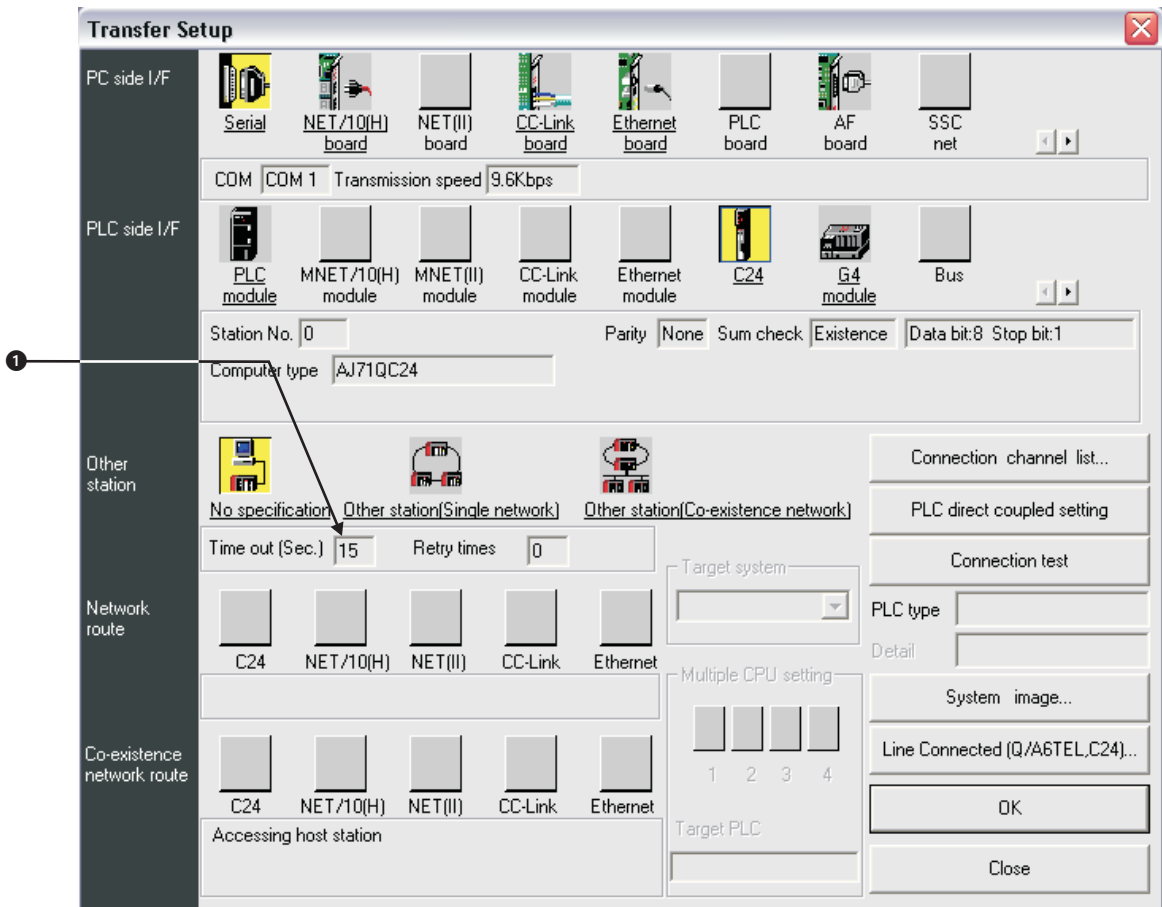 Transfer Setup
PC side I/F
Serial
NET/10(H) board
NET(II) board
CC-Link board
Ethernet board
PLC board
AF board
SSC net
COM COM 1 Transmission speed 9.6Kbps
PLC side I/F
PLC module
MNET/10(H) module
MNET(II) module
CC-Link module
Ethernet module
C24
G4 module
Bus
Station No. 0 Parity None Sum check Existence Data bit:8 Stop bit:1
1
Computer type AJ71QC24
Other station
No specification
Other station(Single network)
Other station(Co-existence network)
Time out (Sec.) 15 Retry times 0
Connection channel list...
PLC direct coupled setting
Connection test
PLC type
Detail
System image...
Line Connected (Q/A6TEL,C24)...
OK
Close
Target system
Multiple CPU setting
1 2 3 4
Target PLC
Network route
C24 NET/10(H) NET(II) CC-Link Ethernet
Co-existence network route
C24 NET/10(H) NET(II) CC-Link Ethernet
Accessing host station